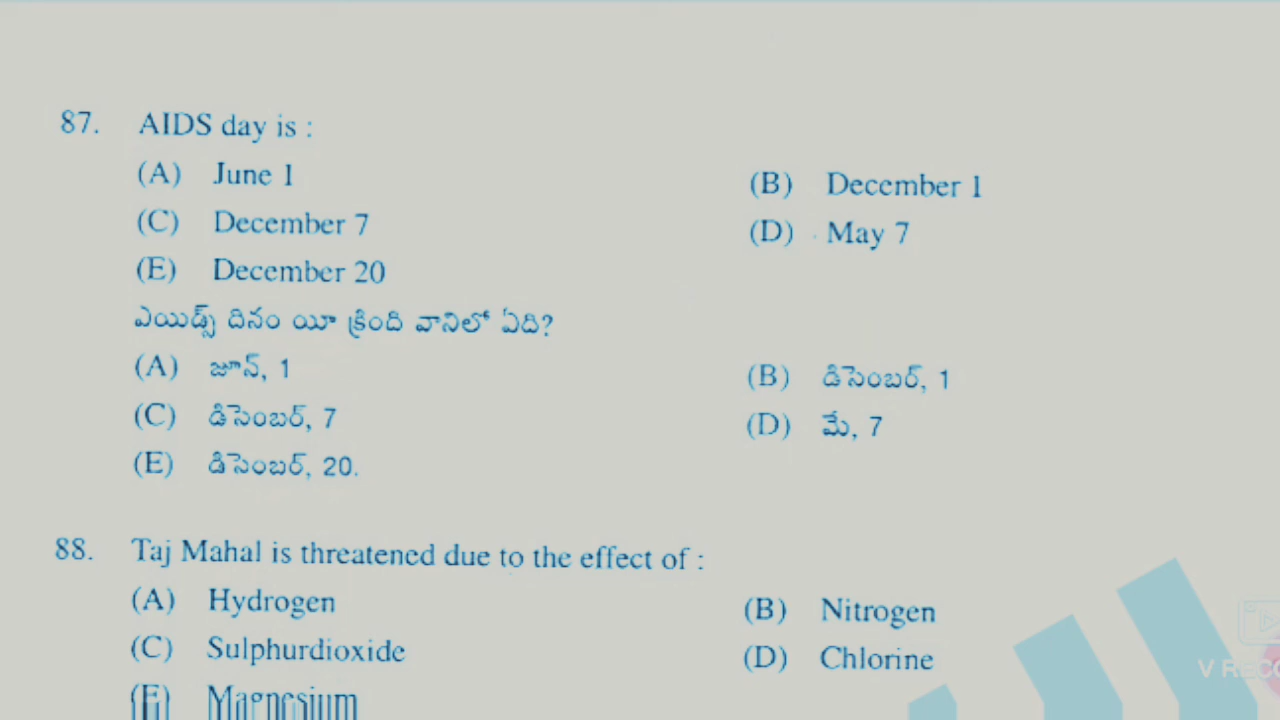 87. AIDS day is :
(A) June 1 (B) December 1
(C) December 7 (D) May 7
(E) December 20
ఎయిడ్స్ దినం యీ క్రింది వానిలో ఏది?
(A) జూన్, 1 (B) డిసెంబర్, 1
(C) డిసెంబర్, 7 (D) మే, 7
(E) డిసెంబర్, 20.
88. Taj Mahal is threatened due to the effect of :
(A) Hydrogen (B) Nitrogen
(C) Sulphurdioxide (D) Chlorine
(E) Magnesium